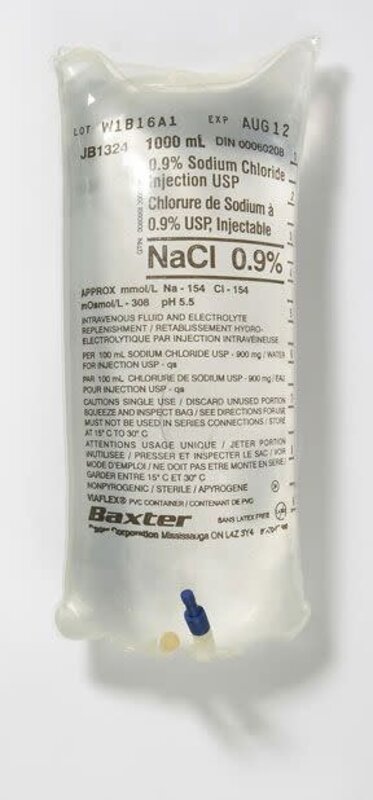 LOT W1B16A1 EXP AUG 12
JB1324 1000 mL DIN 00060208
0.9% Sodium Chloride
Injection USP
Chlorure de Sodium à
0.9% USP, Injectable
NaCl 0.9%
APPROX mmol/L Na - 154 Cl - 154
mOsmol/L - 308 pH 5.5
INTRAVENOUS FLUID AND ELECTROLYTE
REPLENISHMENT / RETABLISSEMENT HYDRO-
ELECTROLYTIQUE PAR INJECTION INTRAVEINEUSE
PER 100 mL SODIUM CHLORIDE USP - 900 mg / WATER
FOR INJECTION USP - qs
PAR 100 mL CHLORURE DE SODIUM USP - 900 mg / EAU
POUR INJECTION USP - qs
CAUTIONS SINGLE USE / DISCARD UNUSED PORTION
SQUEEZE AND INSPECT BAG / SEE DIRECTIONS FOR USE
MUST NOT BE USED IN SERIES CONNECTIONS / STORE
AT 15° C TO 30° C
ATTENTIONS USAGE UNIQUE / JETER PORTION
INUTILISEE / PRESSER ET INSPECTER LE SAC / VOIR
MODE D'EMPLOI / NE DOIT PAS ETRE MONTE EN SERIE
GARDER ENTRE 15° C ET 30° C
NONPYROGENIC / STERILE / APYROGENE
VIAFLEX® PVC CONTAINER / CONTENANT DE PVC
Baxter SANS LATEX FREE
Corporation Mississauga ON L4Z 3Y4